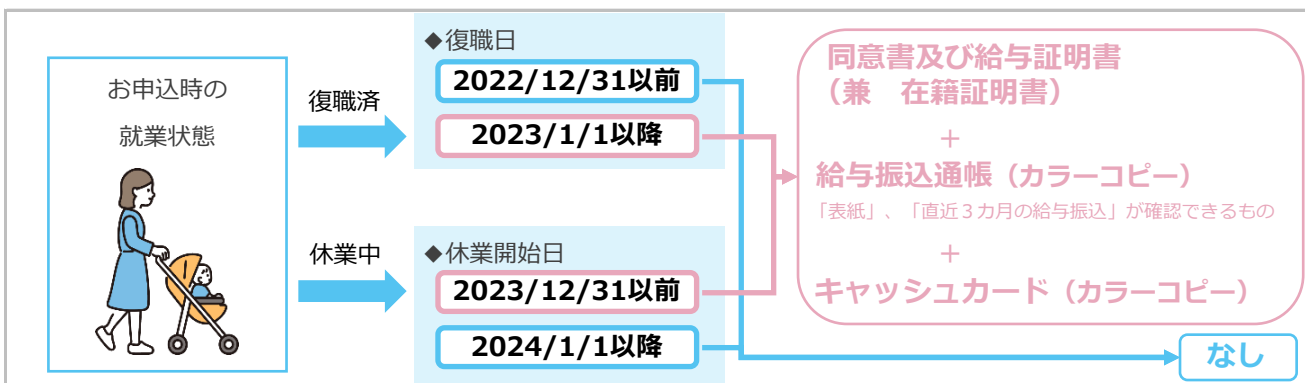 お申込時の
就業状態
復職済
◆復職日
2022/12/31以前
2023/1/1以降
休業中
◆休業開始日
2023/12/31以前
2024/1/1以降
同意書及び給与証明書
（兼　在籍証明書）
＋
給与振込通帳（カラーコピー）
「表紙」、「直近３カ月の給与振込」が確認できるもの
＋
キャッシュカード（カラーコピー）
なし